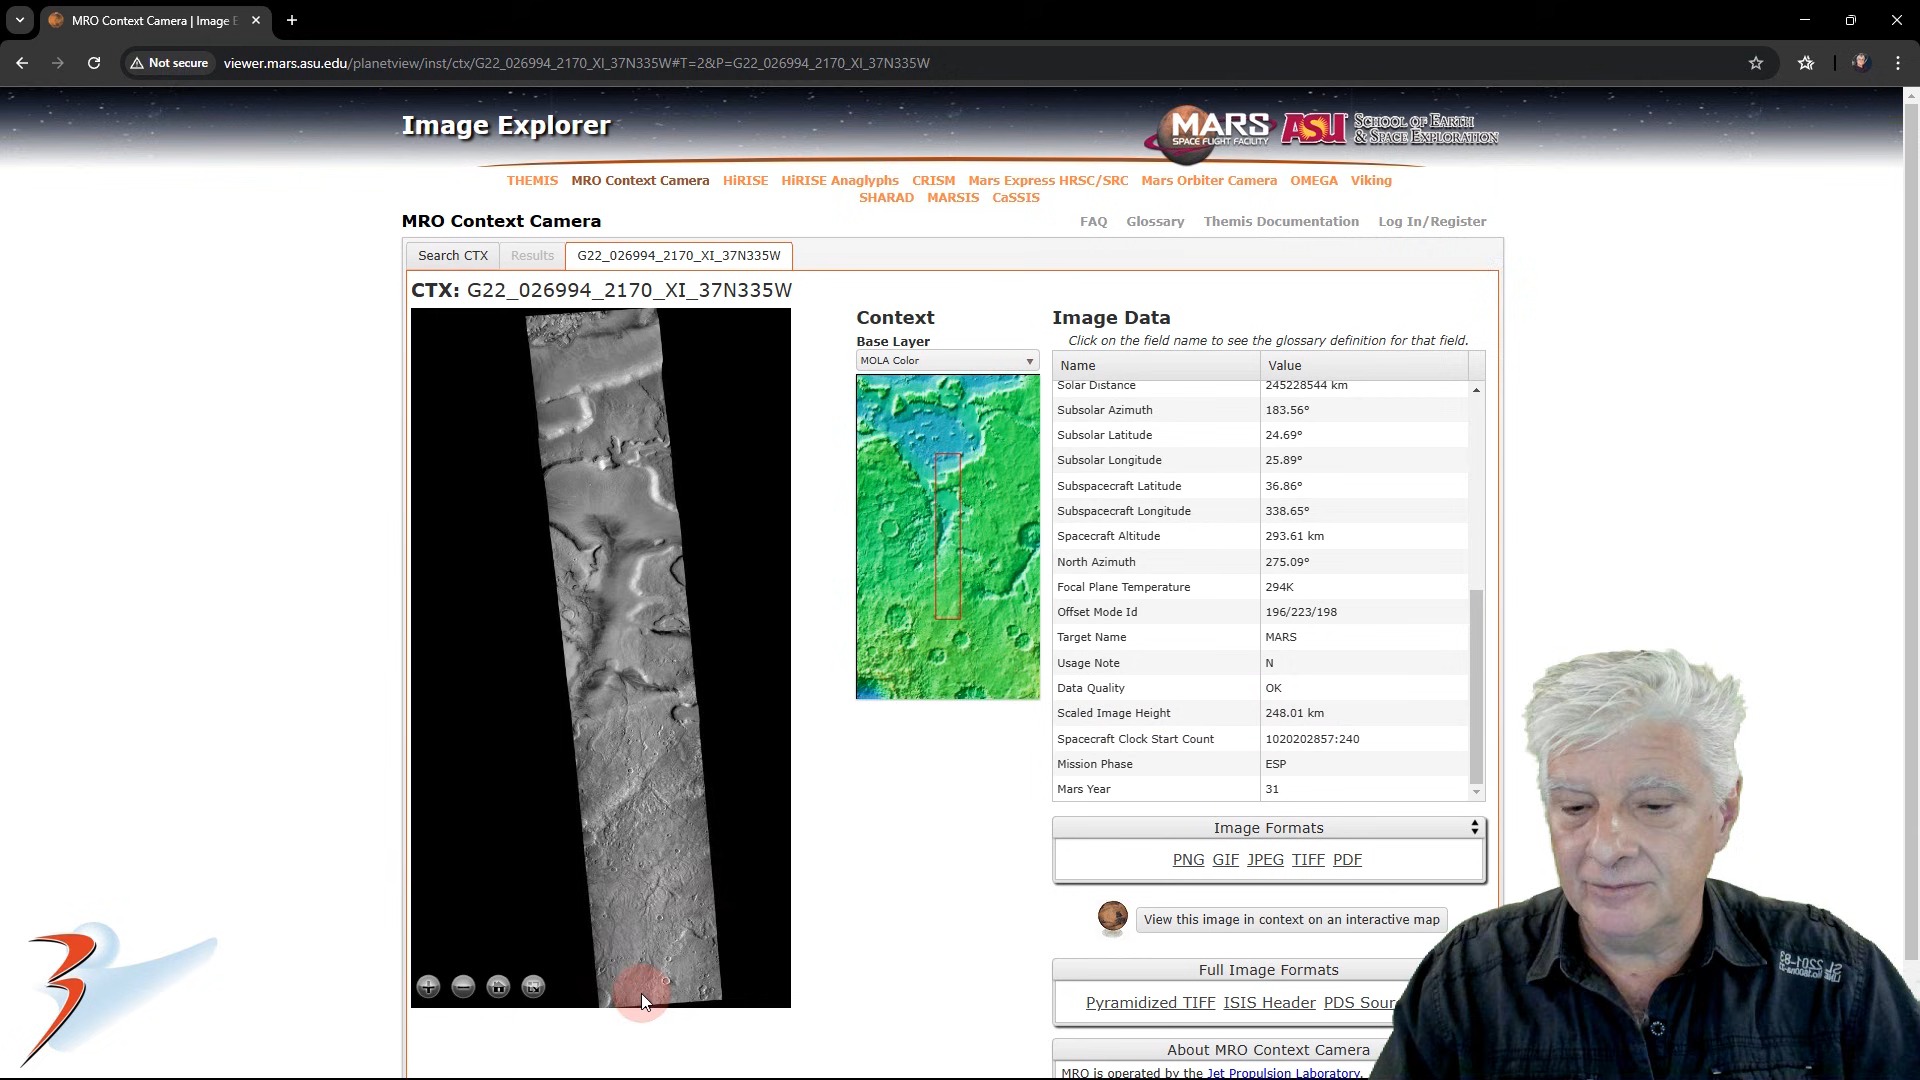 MRO Context Camera | Image E
Not secure
viewer.mars.asu.edu/planetview/inst/ctx/G22_026994_2170_XI_37N335W#T=2&P=G22_026994_2170_XI_37N335W
Image Explorer
MARS
SPACE FLIGHT FACILITY
ASU
SCHOOL OF EARTH
& SPACE EXPLORATION
THEMIS MRO Context Camera HiRISE HiRISE Anaglyphs CRISM Mars Express HRSC/SRC Mars Orbiter Camera OMEGA Viking
SHARAD MARSIS CaSSIS
MRO Context Camera
FAQ Glossary Themis Documentation Log In/Register
Search CTX Results G22_026994_2170_XI_37N335W
CTX: G22_026994_2170_XI_37N335W
Context
Base Layer
MOLA Color
Image Data
Click on the field name to see the glossary definition for that field.
Name Value
Solar Distance 245228544 km
Subsolar Azimuth 183.56°
Subsolar Latitude 24.69°
Subsolar Longitude 25.89°
Subspacecraft Latitude 36.86°
Subspacecraft Longitude 338.65°
Spacecraft Altitude 293.61 km
North Azimuth 275.09°
Focal Plane Temperature 294K
Offset Mode Id 196/223/198
Target Name MARS
Usage Note N
Data Quality OK
Scaled Image Height 248.01 km
Spacecraft Clock Start Count 1020202857:240
Mission Phase ESP
Mars Year 31
Image Formats
PNG GIF JPEG TIFF PDF
View this image in context on an interactive map
Full Image Formats
Pyramidized TIFF ISIS Header PDS Sour
About MRO Context Camera
MRO is operated by the Jet Propulsion Laboratory.